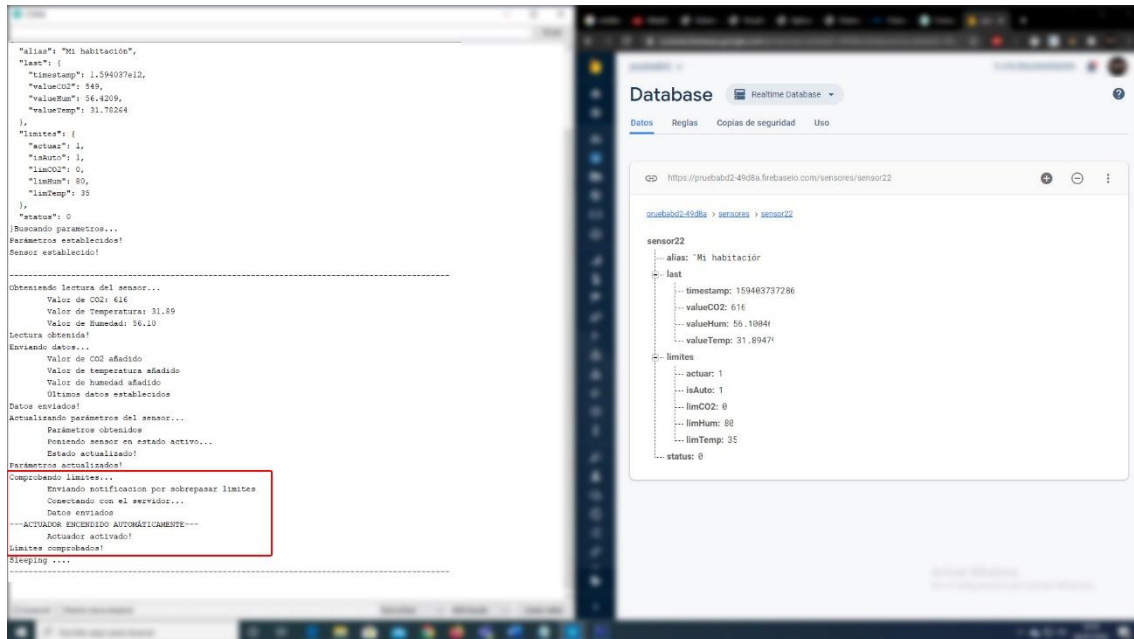 "alias": "Mi habitación",
"last": {
"timestamp": 1.594037e12,
"valueCO2": 549,
"valueHum": 56.4209,
"valueTemp": 31.78264
},
"limites": {
"actuar": 1,
"isAuto": 1,
"limCO2": 0,
"limHum": 80,
"limTemp": 35
},
"status": 0
}Buscando parametros...
Parámetros establecidos!
Sensor establecido!
Obteniendo lectura del sensor...
Valor de CO2: 616
Valor de Temperatura: 31.89
Valor de Humedad: 56.10
Lectura obtenida!
Enviando datos...
Valor de CO2 añadido
Valor de temperatura añadido
Valor de humedad añadido
Últimos datos establecidos
Datos enviados!
Actualizando parámetros del sensor...
Parámetros obtenidos
Poniendo sensor en estado activo...
Estado actualizado!
Parámetros actualizados!
Comprobando limites...
Enviando notificacion por sobrepasar limites
Conectando con el servidor...
Datos enviados
---ACTUADOR ENCENDIDO AUTOMÁTICAMENTE---
Actuador activado!
Limites comprobados!
Sleeping ....
Database
Realtime Database
Datos Reglas Copias de seguridad Uso
https://pruebabd2-49d8a.firebaseio.com/sensores/sensor22
pruebabd2-49d8a > sensores > sensor22
sensor22
alias: "Mi habitación
last
timestamp: 159403737286
valueCO2: 616
valueHum: 56.10046
valueTemp: 31.8947
limites
actuar: 1
isAuto: 1
limCO2: 0
limHum: 80
limTemp: 35
status: 0